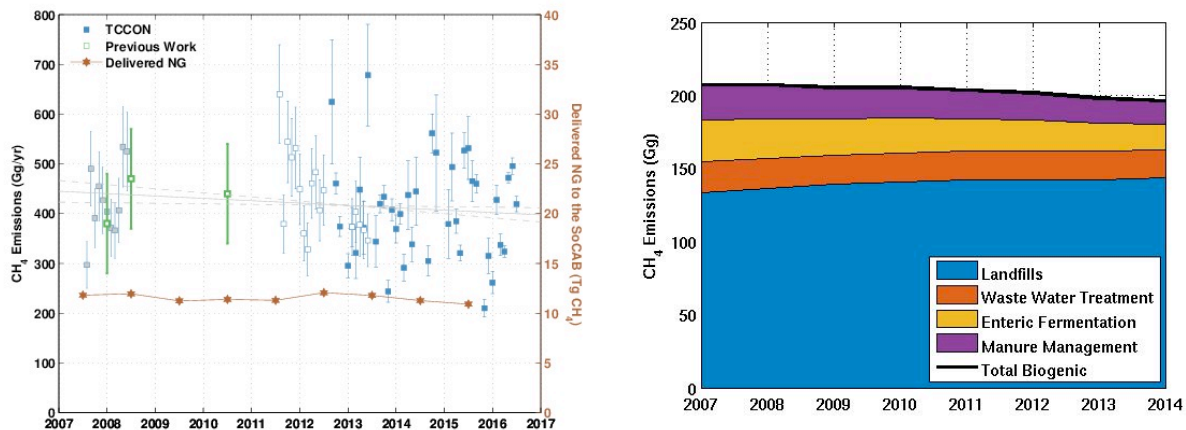 800
700
600
500
400
300
200
100
0
CH4 Emissions (Gg/yr)
TCCON
Previous Work
Delivered NG
40
35
30
25
20
15
10
5
0
Delivered NG to the SoCAB (Tg CH4)
2007 2008 2009 2010 2011 2012 2013 2014 2015 2016 2017
250
200
150
100
50
0
CH4 Emissions (Gg)
Landfills
Waste Water Treatment
Enteric Fermentation
Manure Management
Total Biogenic
2007 2008 2009 2010 2011 2012 2013 2014